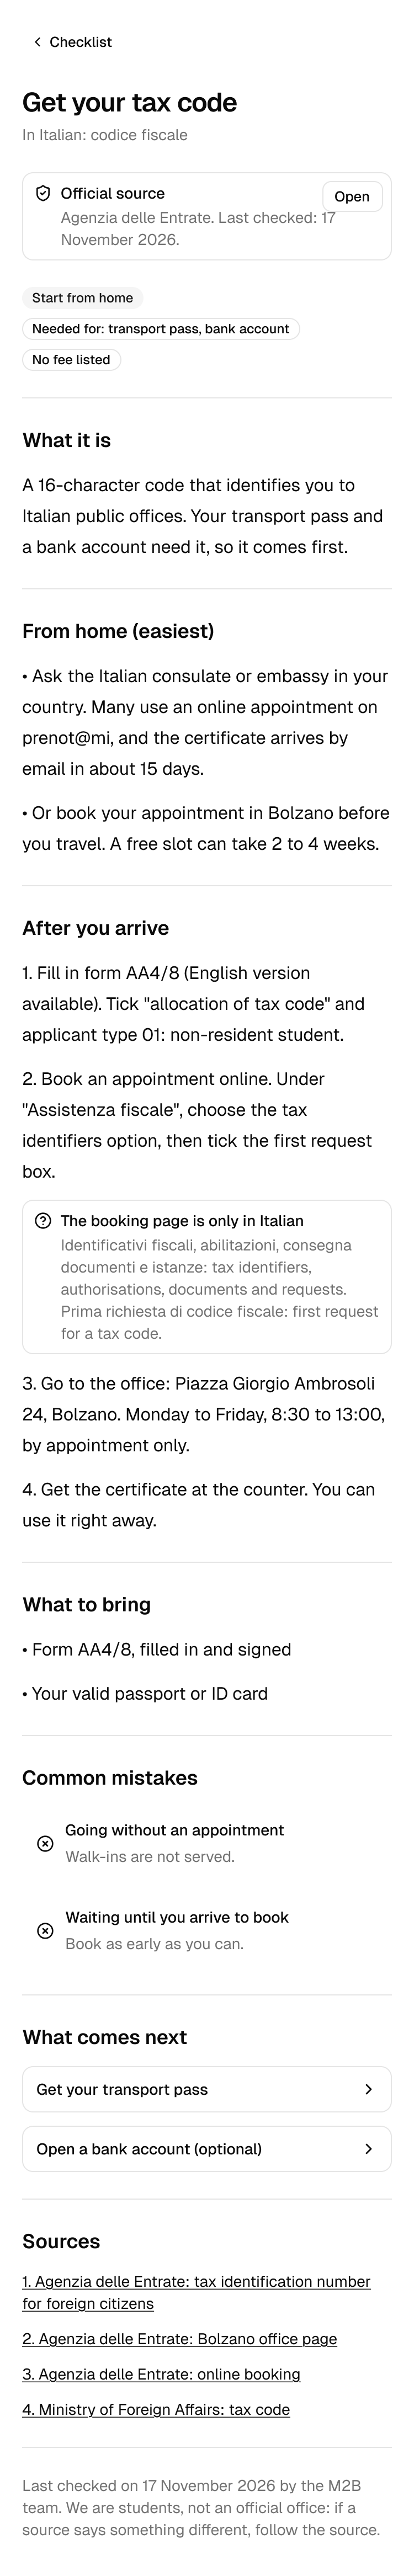 Checklist
Get your tax code
In Italian: codice fiscale
Official source
Open
Agenzia delle Entrate. Last checked: 17
November 2026.
Start from home
Needed for: transport pass, bank account
No fee listed
What it is
A 16-character code that identifies you to
Italian public offices. Your transport pass and
a bank account need it, so it comes first.
From home (easiest)
• Ask the Italian consulate or embassy in your
country. Many use an online appointment on
prenot@mi, and the certificate arrives by
email in about 15 days.
• Or book your appointment in Bolzano before
you travel. A free slot can take 2 to 4 weeks.
After you arrive
1. Fill in form AA4/8 (English version
available). Tick "allocation of tax code" and
applicant type 01: non-resident student.
2. Book an appointment online. Under
"Assistenza fiscale", choose the tax
identifiers option, then tick the first request
box.
The booking page is only in Italian
Identificativi fiscali, abilitazioni, consegna
documenti e istanze: tax identifiers,
authorisations, documents and requests.
Prima richiesta di codice fiscale: first request
for a tax code.
3. Go to the office: Piazza Giorgio Ambrosoli
24, Bolzano. Monday to Friday, 8:30 to 13:00,
by appointment only.
4. Get the certificate at the counter. You can
use it right away.
What to bring
• Form AA4/8, filled in and signed
• Your valid passport or ID card
Common mistakes
Going without an appointment
Walk-ins are not served.
Waiting until you arrive to book
Book as early as you can.
What comes next
Get your transport pass
Open a bank account (optional)
Sources
1. Agenzia delle Entrate: tax identification number
for foreign citizens
2. Agenzia delle Entrate: Bolzano office page
3. Agenzia delle Entrate: online booking
4. Ministry of Foreign Affairs: tax code
Last checked on 17 November 2026 by the M2B
team. We are students, not an official office: if a
source says something different, follow the source.